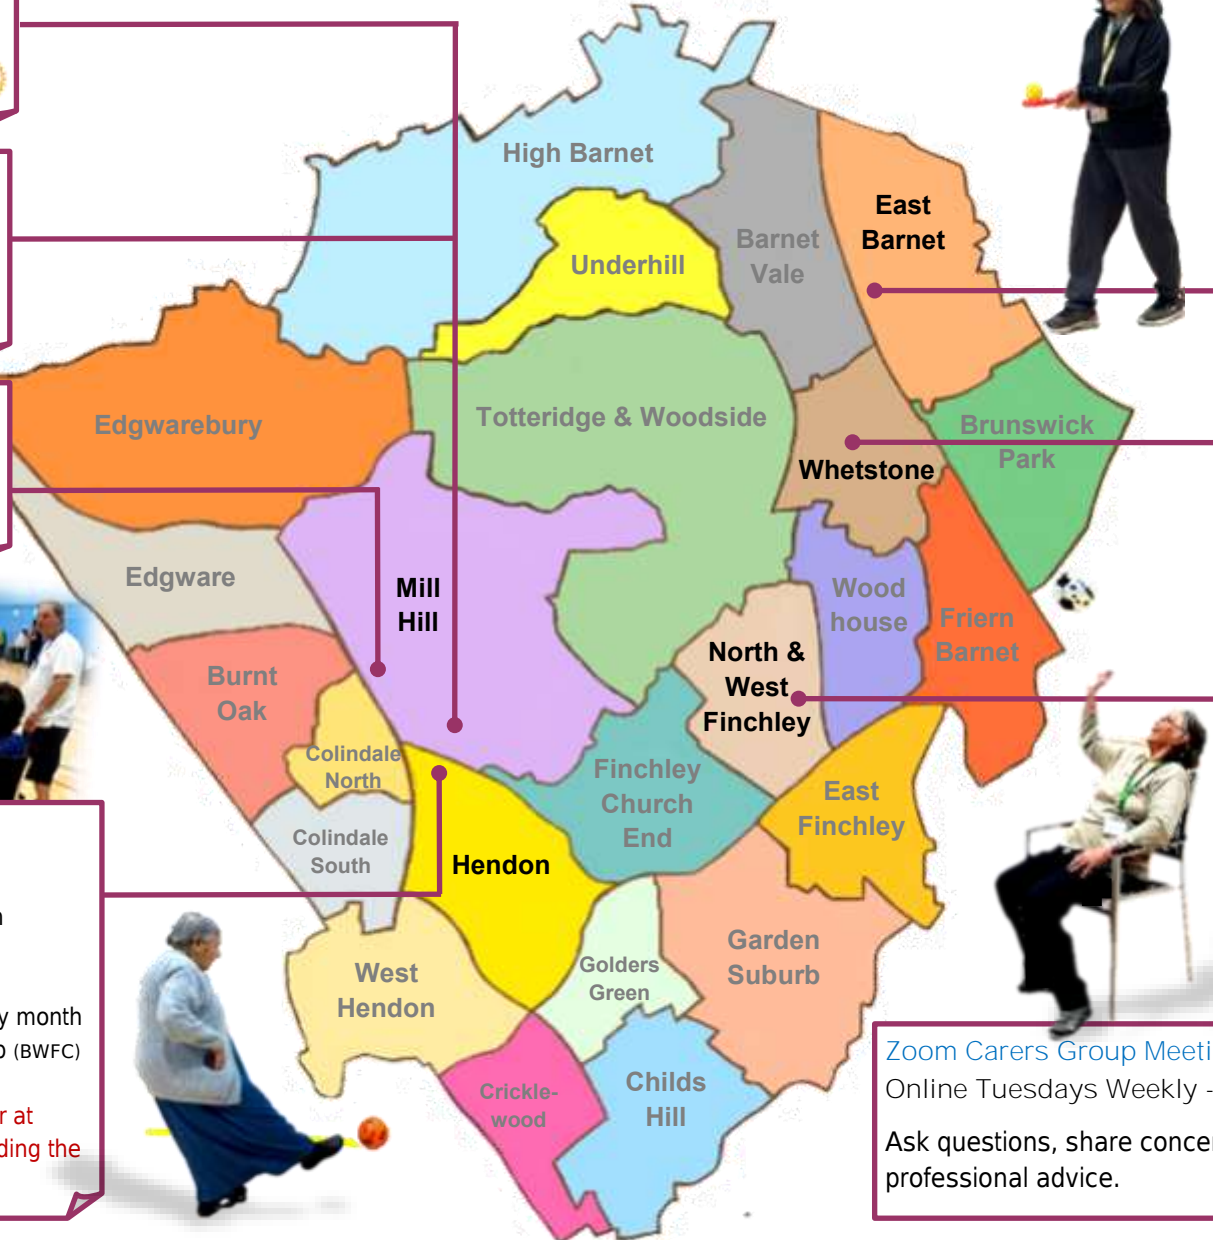 High Barnet
East
Barnet
Barnet
Vale
Underhill
Edgwarebury
Totteridge & Woodside
Brunswick
Park
Whetstone
Edgware
Mill
Hill
Wood
house
Friern
Barnet
North &
West
Finchley
Burnt
Oak
Colindale
North
Finchley
Church
End
East
Finchley
Colindale
South
Hendon
Garden
Suburb
Golders
Green
West
Hendon
Crickle-
wood
Childs
Hill
y month
(BWFC)
r at
ding the
Zoom Carers Group Meeti
Online Tuesdays Weekly -
Ask questions, share concer
professional advice.